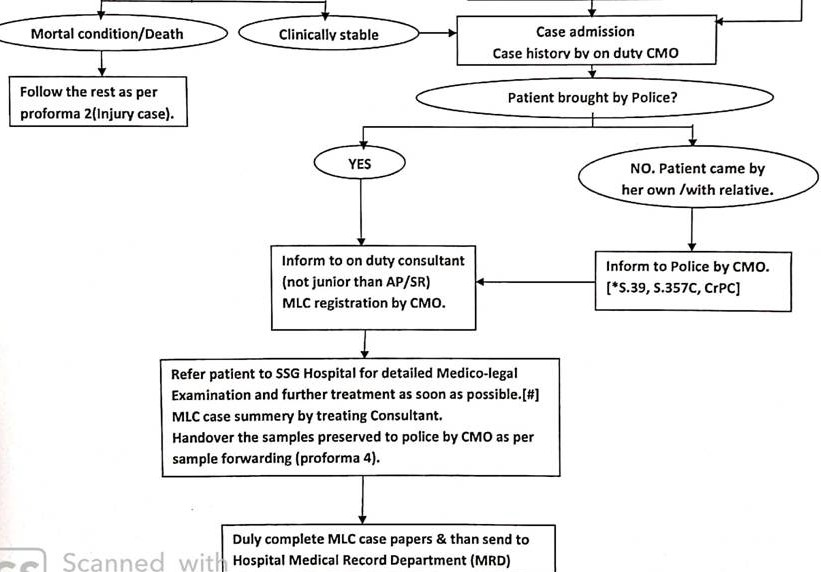 Mortal condition/Death
Clinically stable
Case admission
Case history by on duty CMO
Follow the rest as per
proforma 2(Injury case).
Patient brought by Police?
YES
NO. Patient came by
her own /with relative.
Inform to on duty consultant
(not junior than AP/SR)
MLC registration by CMO.
Inform to Police by CMO.
[*S.39, S.357C, CrPC]
Refer patient to SSG Hospital for detailed Medico-legal
Examination and further treatment as soon as possible.[#]
MLC case summery by treating Consultant.
Handover the samples preserved to police by CMO as per
sample forwarding (proforma 4).
Duly complete MLC case papers & than send to
Hospital Medical Record Department (MRD)
CS Scanned with